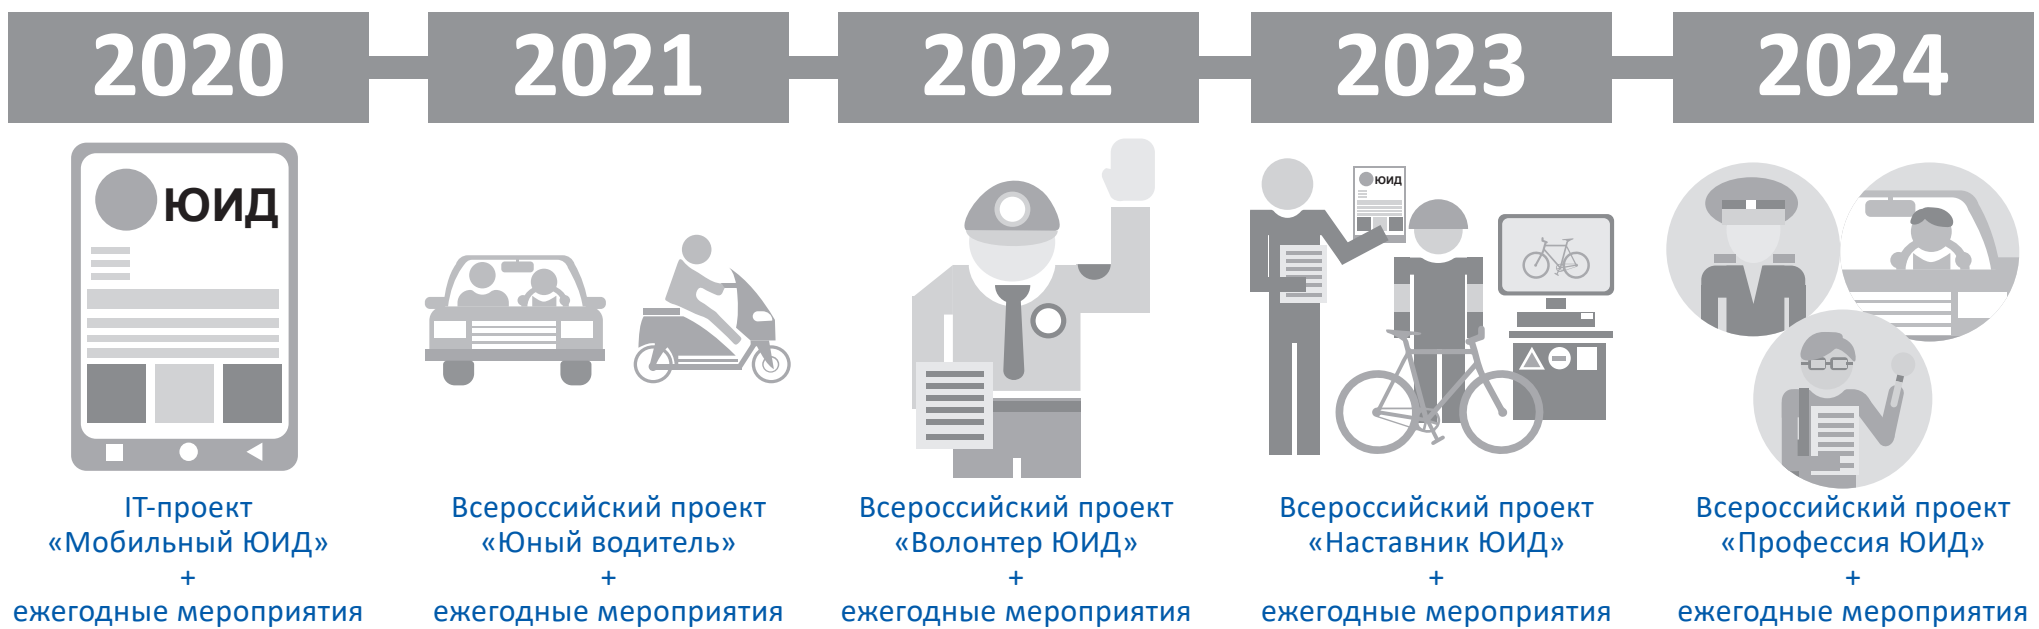 2020
2021
2022
2023
2024
ЮИД
ЮИД
IT-проект
«Мобильный ЮИД»
+
ежегодные мероприятия
Всероссийский проект
«Юный водитель»
+
ежегодные мероприятия
Всероссийский проект
«Волонтер ЮИД»
+
ежегодные мероприятия
Всероссийский проект
«Наставник ЮИД»
+
ежегодные мероприятия
Всероссийский проект
«Профессия ЮИД»
+
ежегодные мероприятия